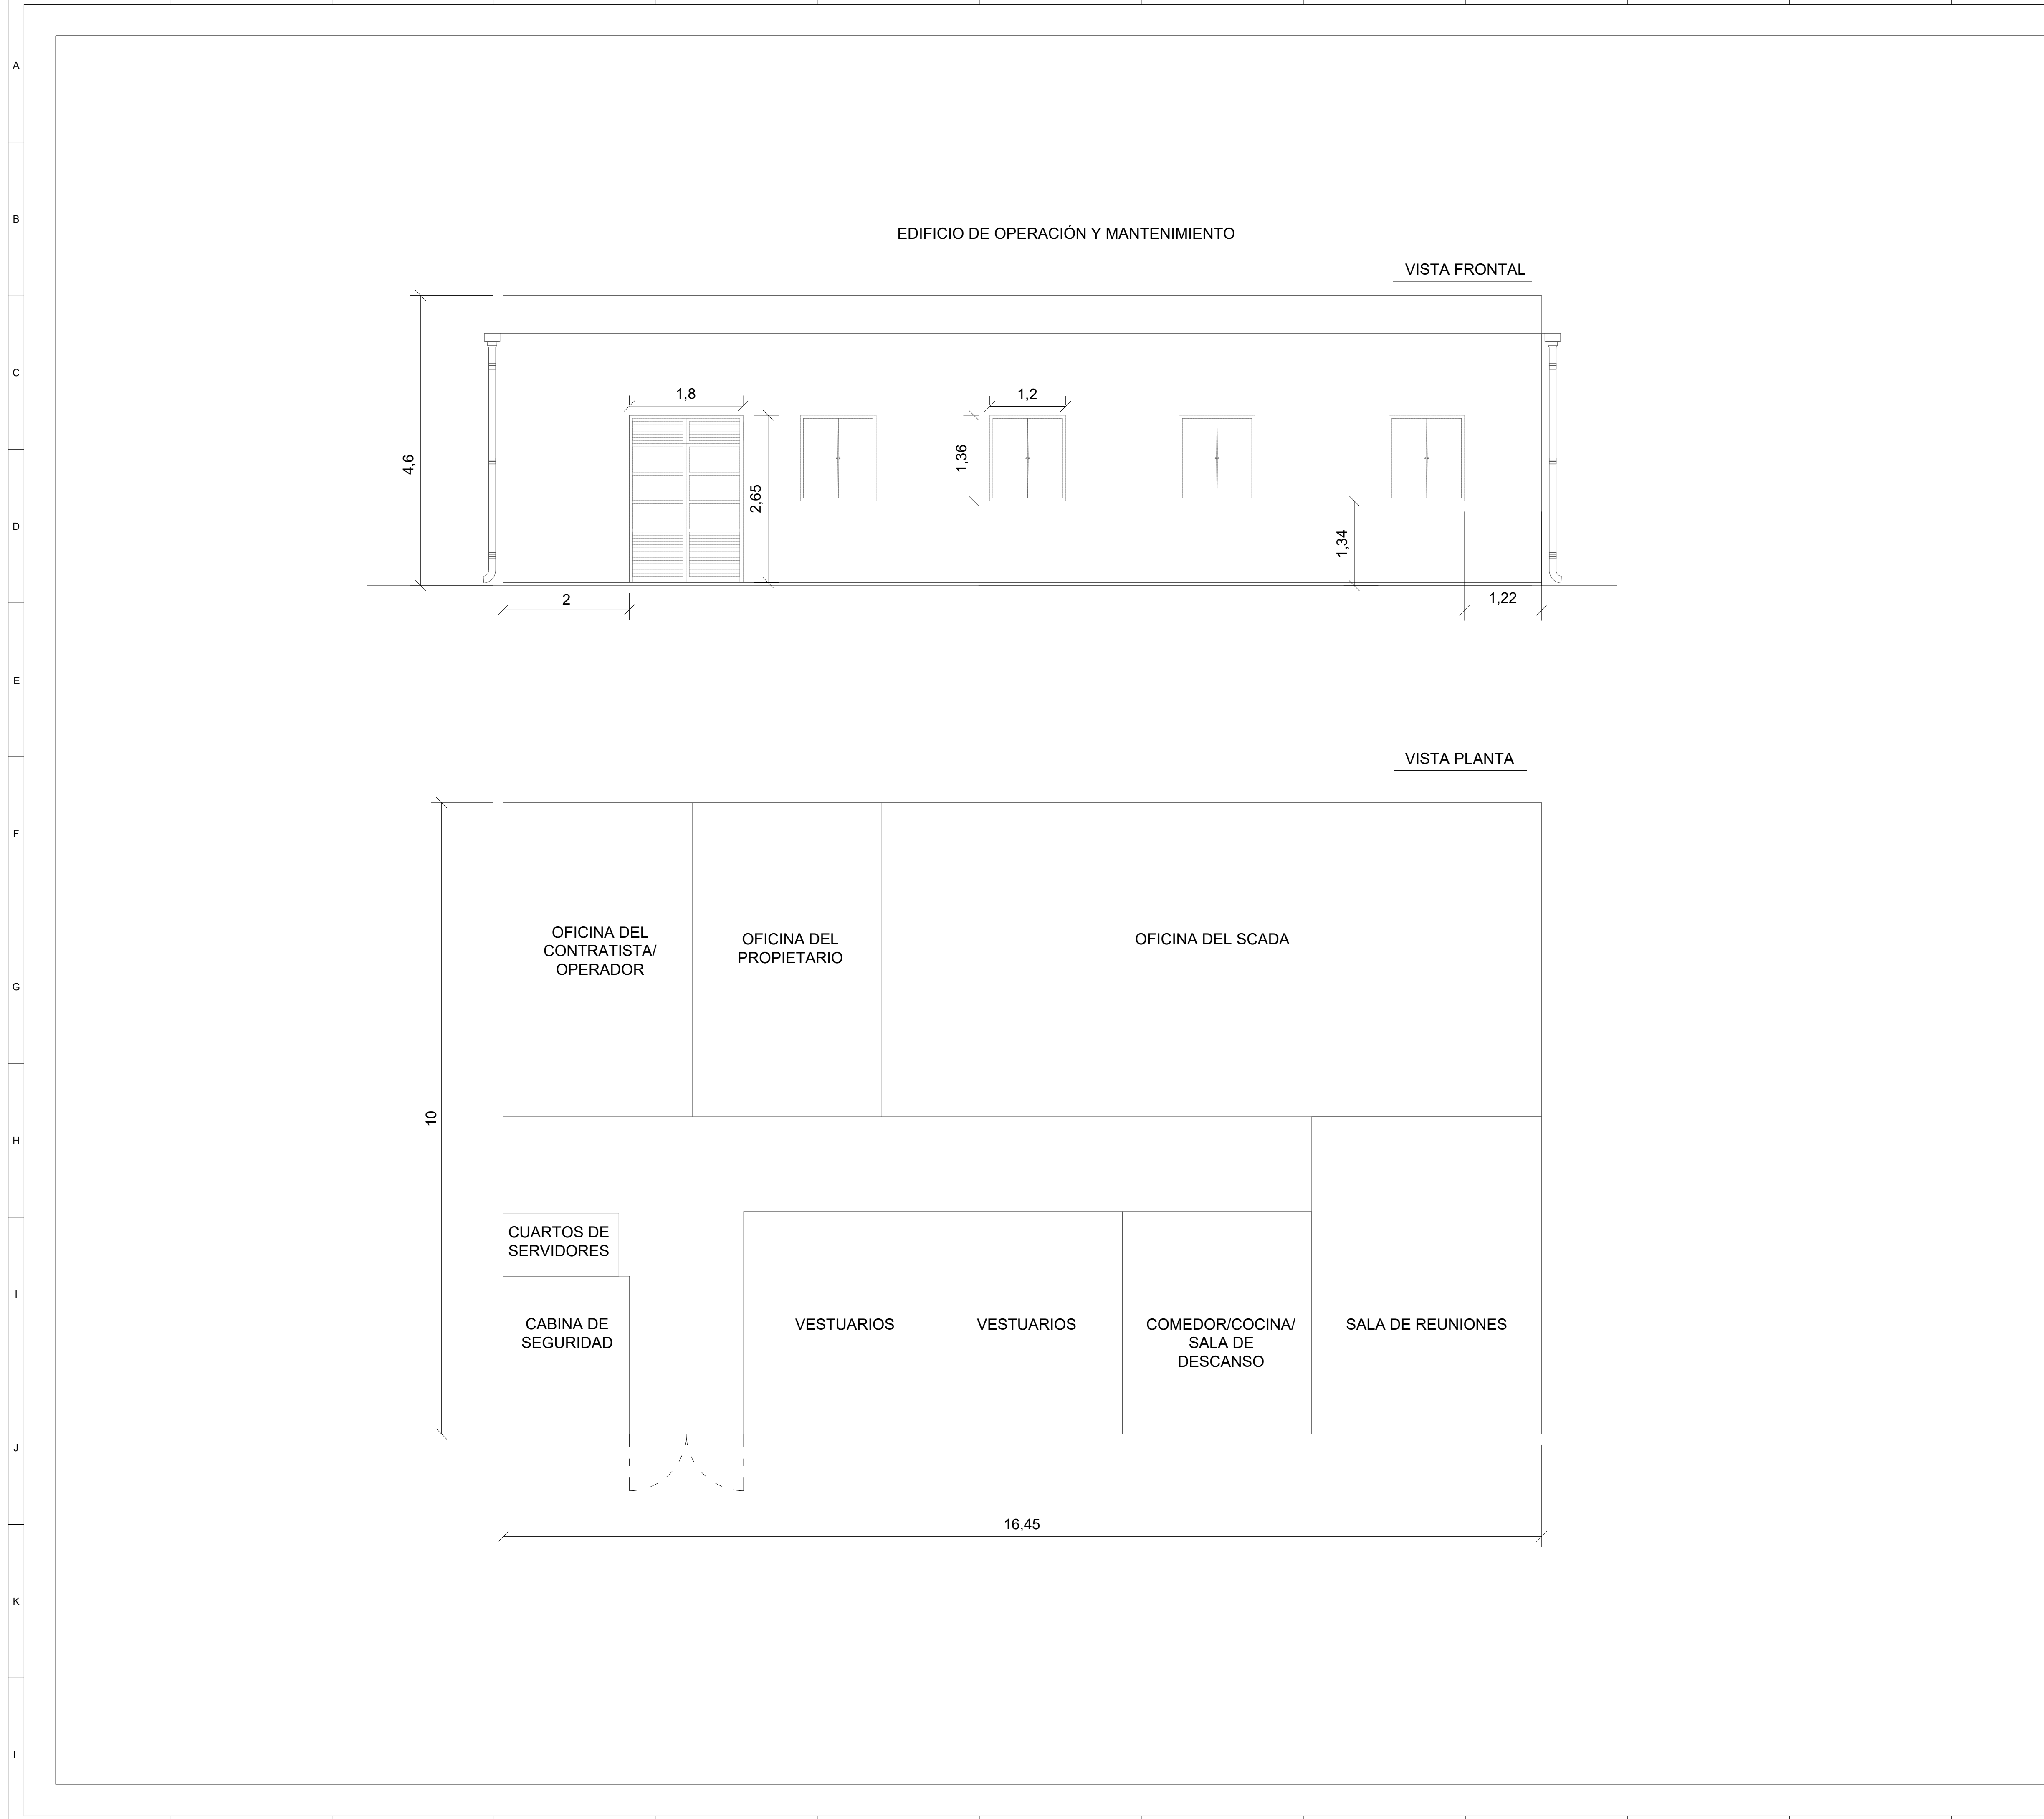 A
B
EDIFICIO DE OPERACIÓN Y MANTENIMIENTO
VISTA FRONTAL
C
1,8
1,2
4,6
1,36
2,65
D
1,34
2
1,22
E
VISTA PLANTA
F
OFICINA DEL
CONTRATISTA/
OPERADOR
OFICINA DEL
PROPIETARIO
OFICINA DEL SCADA
G
10
H
CUARTOS DE
SERVIDORES
I
CABINA DE
SEGURIDAD
VESTUARIOS
VESTUARIOS
COMEDOR/COCINA/
SALA DE
DESCANSO
SALA DE REUNIONES
J
16,45
K
L